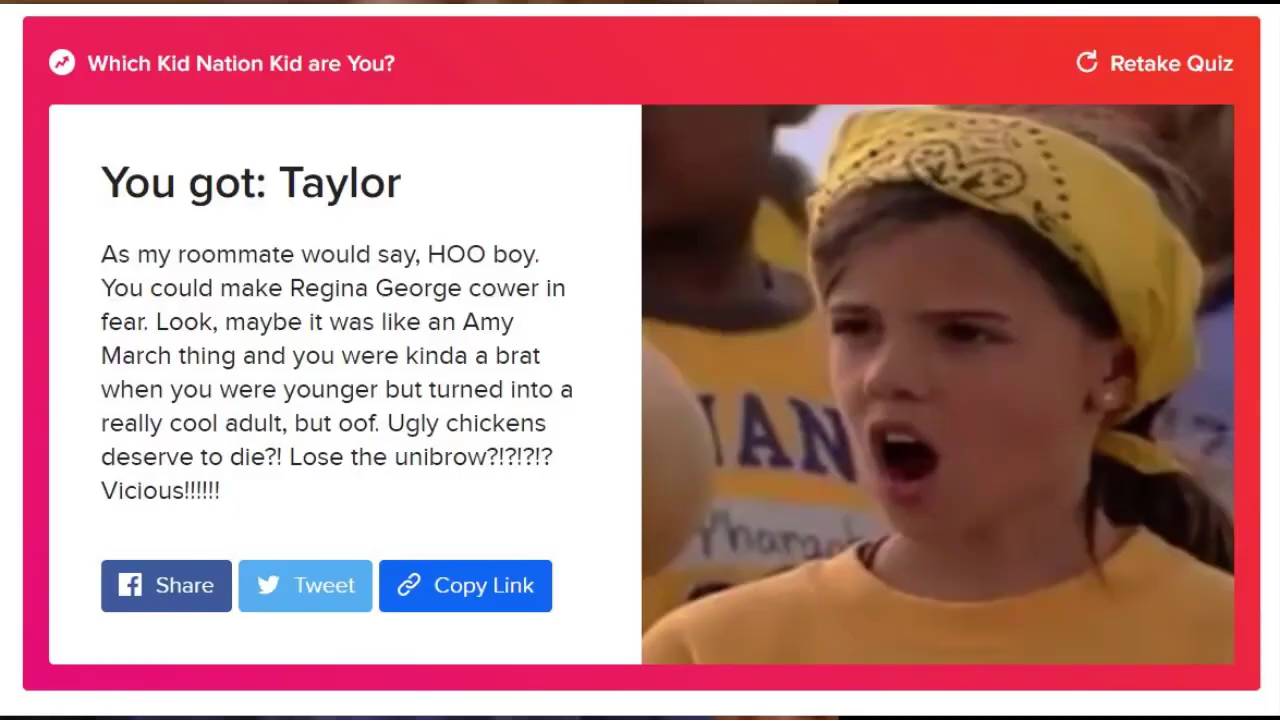 Which Kid Nation Kid are You?
Retake Quiz
You got: Taylor
As my roommate would say, HOO boy.
You could make Regina George cower in
fear. Look, maybe it was like an Amy
March thing and you were kinda a brat
when you were younger but turned into a
really cool adult, but oof. Ugly chickens
deserve to die?! Lose the unibrow?!?!?!?
Vicious!!!!!!
Share
Tweet
Copy Link
IAN